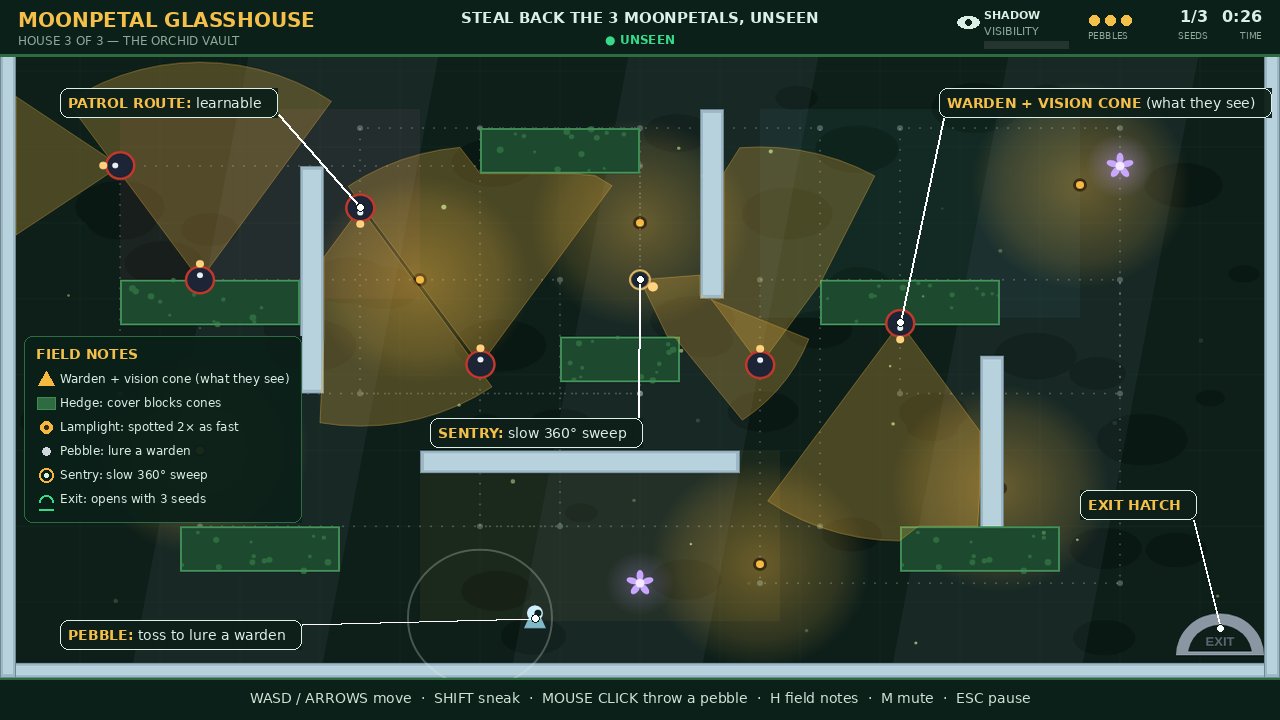 MOONPETAL GLASSHOUSE
HOUSE 3 OF 3 — THE ORCHID VAULT
STEAL BACK THE 3 MOONPETALS, UNSEEN
UNSEEN
SHADOW
VISIBILITY
PEBBLES
1/3
SEEDS
0:26
TIME
PATROL ROUTE: learnable
WARDEN + VISION CONE (what they see)
FIELD NOTES
Warden + vision cone (what they see)
Hedge: cover blocks cones
Lamplight: spotted 2× as fast
Pebble: lure a warden
Sentry: slow 360° sweep
Exit: opens with 3 seeds
SENTRY: slow 360° sweep
EXIT HATCH
PEBBLE: toss to lure a warden
EXIT
WASD / ARROWS move · SHIFT sneak · MOUSE CLICK throw a pebble · H field notes · M mute · ESC pause